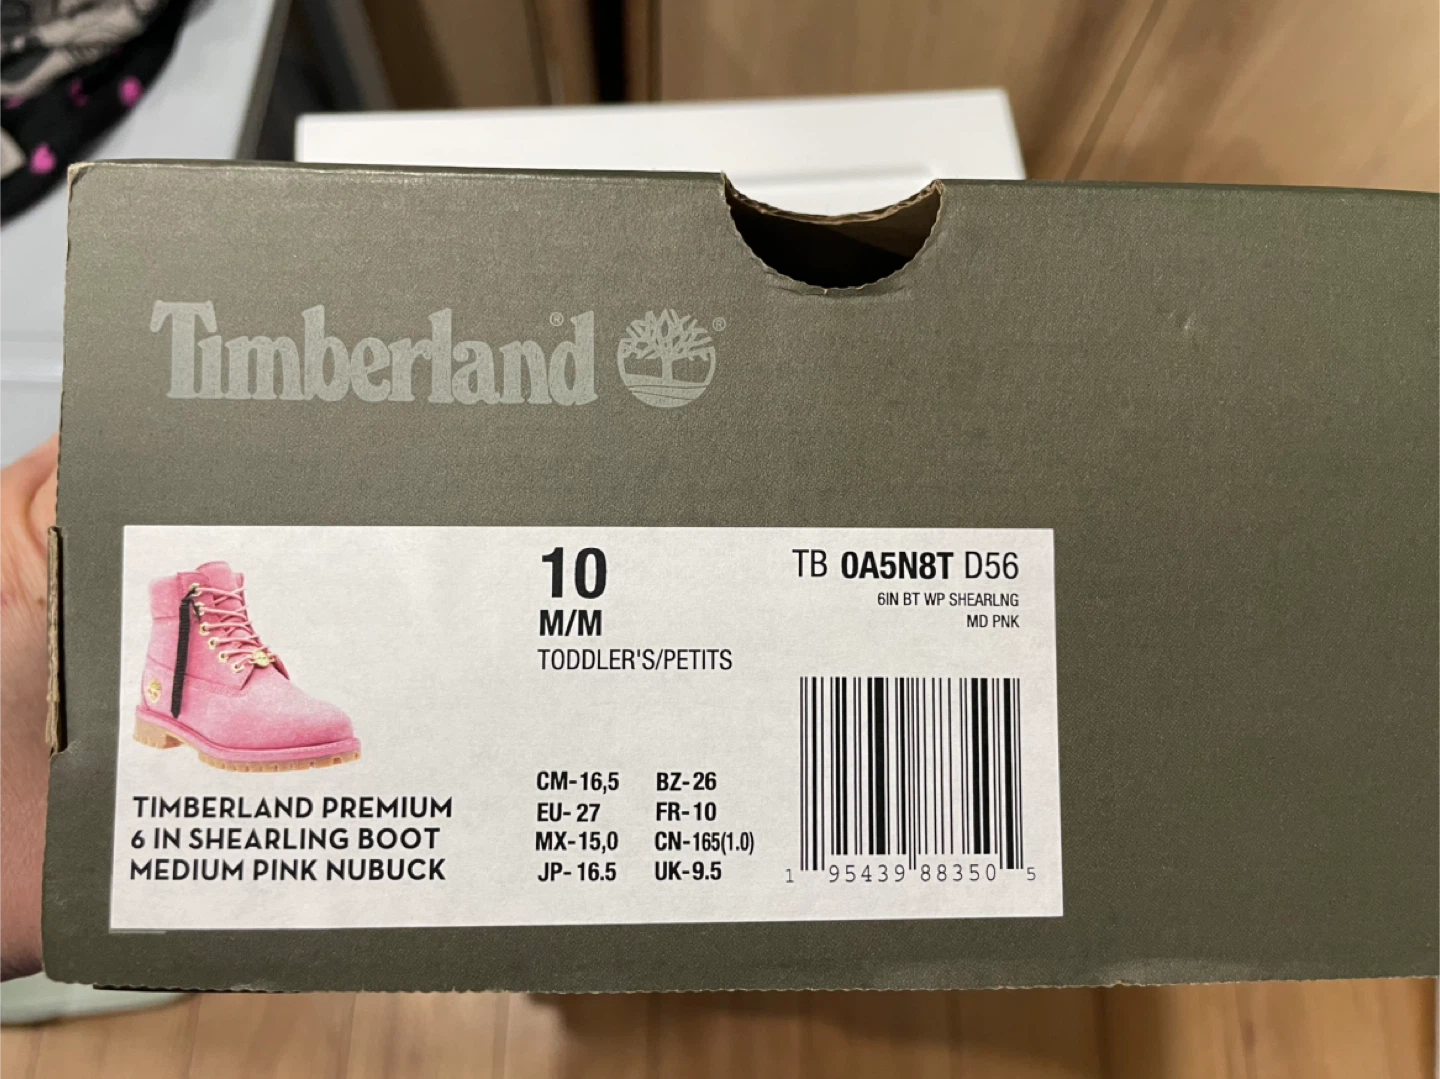 Timberland®
®
10
M/M
TODDLER'S/PETITS
TB 0A5N8T D56
6IN BT WP SHEARLNG
MD PNK
TIMBERLAND PREMIUM
6 IN SHEARLING BOOT
MEDIUM PINK NUBUCK
CM-16,5 BZ-26
EU-27 FR-10
MX-15,0 CN-165(1.0)
JP-16.5 UK-9.5
1 95439 88350 5